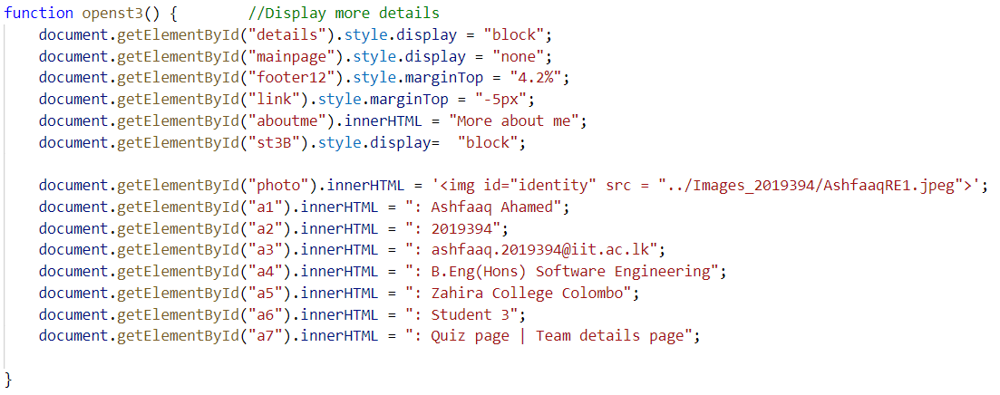 function openst3() {        //Display more details
    document.getElementById("details").style.display = "block";
    document.getElementById("mainpage").style.display = "none";
    document.getElementById("footer12").style.marginTop = "4.2%";
    document.getElementById("link").style.marginTop = "-5px";
    document.getElementById("aboutme").innerHTML = "More about me";
    document.getElementById("st3B").style.display=  "block";

    document.getElementById("photo").innerHTML = '<img id="identity" src = "../Images_2019394/AshfaaqRE1.jpeg">';
    document.getElementById("a1").innerHTML = ": Ashfaaq Ahamed";
    document.getElementById("a2").innerHTML = ": 2019394";
    document.getElementById("a3").innerHTML = ": ashfaaq.2019394@iit.ac.lk";
    document.getElementById("a4").innerHTML = ": B.Eng(Hons) Software Engineering";
    document.getElementById("a5").innerHTML = ": Zahira College Colombo";
    document.getElementById("a6").innerHTML = ": Student 3";
    document.getElementById("a7").innerHTML = ": Quiz page | Team details page";

}